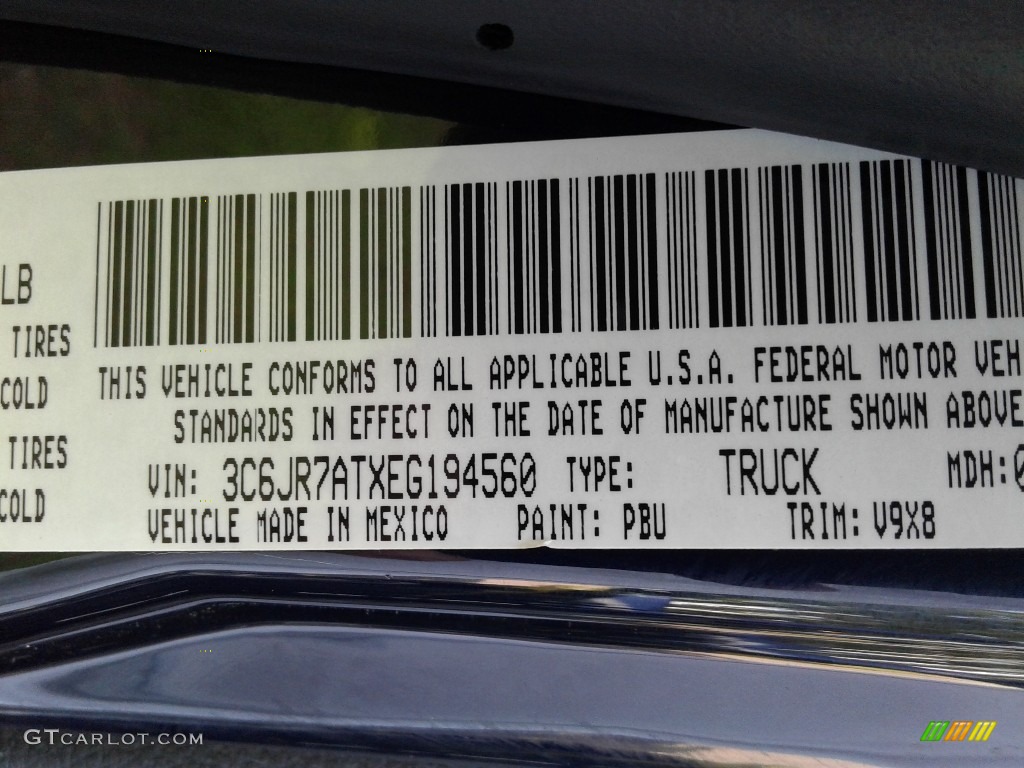 LB
TIRES
COLD
TIRES
COLD
THIS VEHICLE CONFORMS TO ALL APPLICABLE U.S.A. FEDERAL MOTOR VEH
STANDARDS IN EFFECT ON THE DATE OF MANUFACTURE SHOWN ABOVE
VIN: 3C6JR7ATXEG194560 TYPE: TRUCK MDH:0
VEHICLE MADE IN MEXICO PAINT: PBU TRIM: V9X8
GTCARLOT.COM